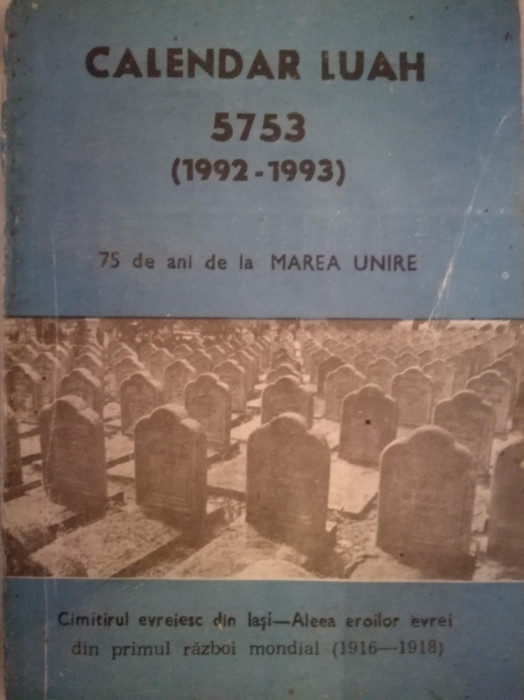 CALENDAR LUAH
5753
(1992-1993)
75 de ani de la MAREA UNIRE
Cimitirul evreiesc din Iași—Aleea eroilor evrei
din primul război mondial (1916—1918)